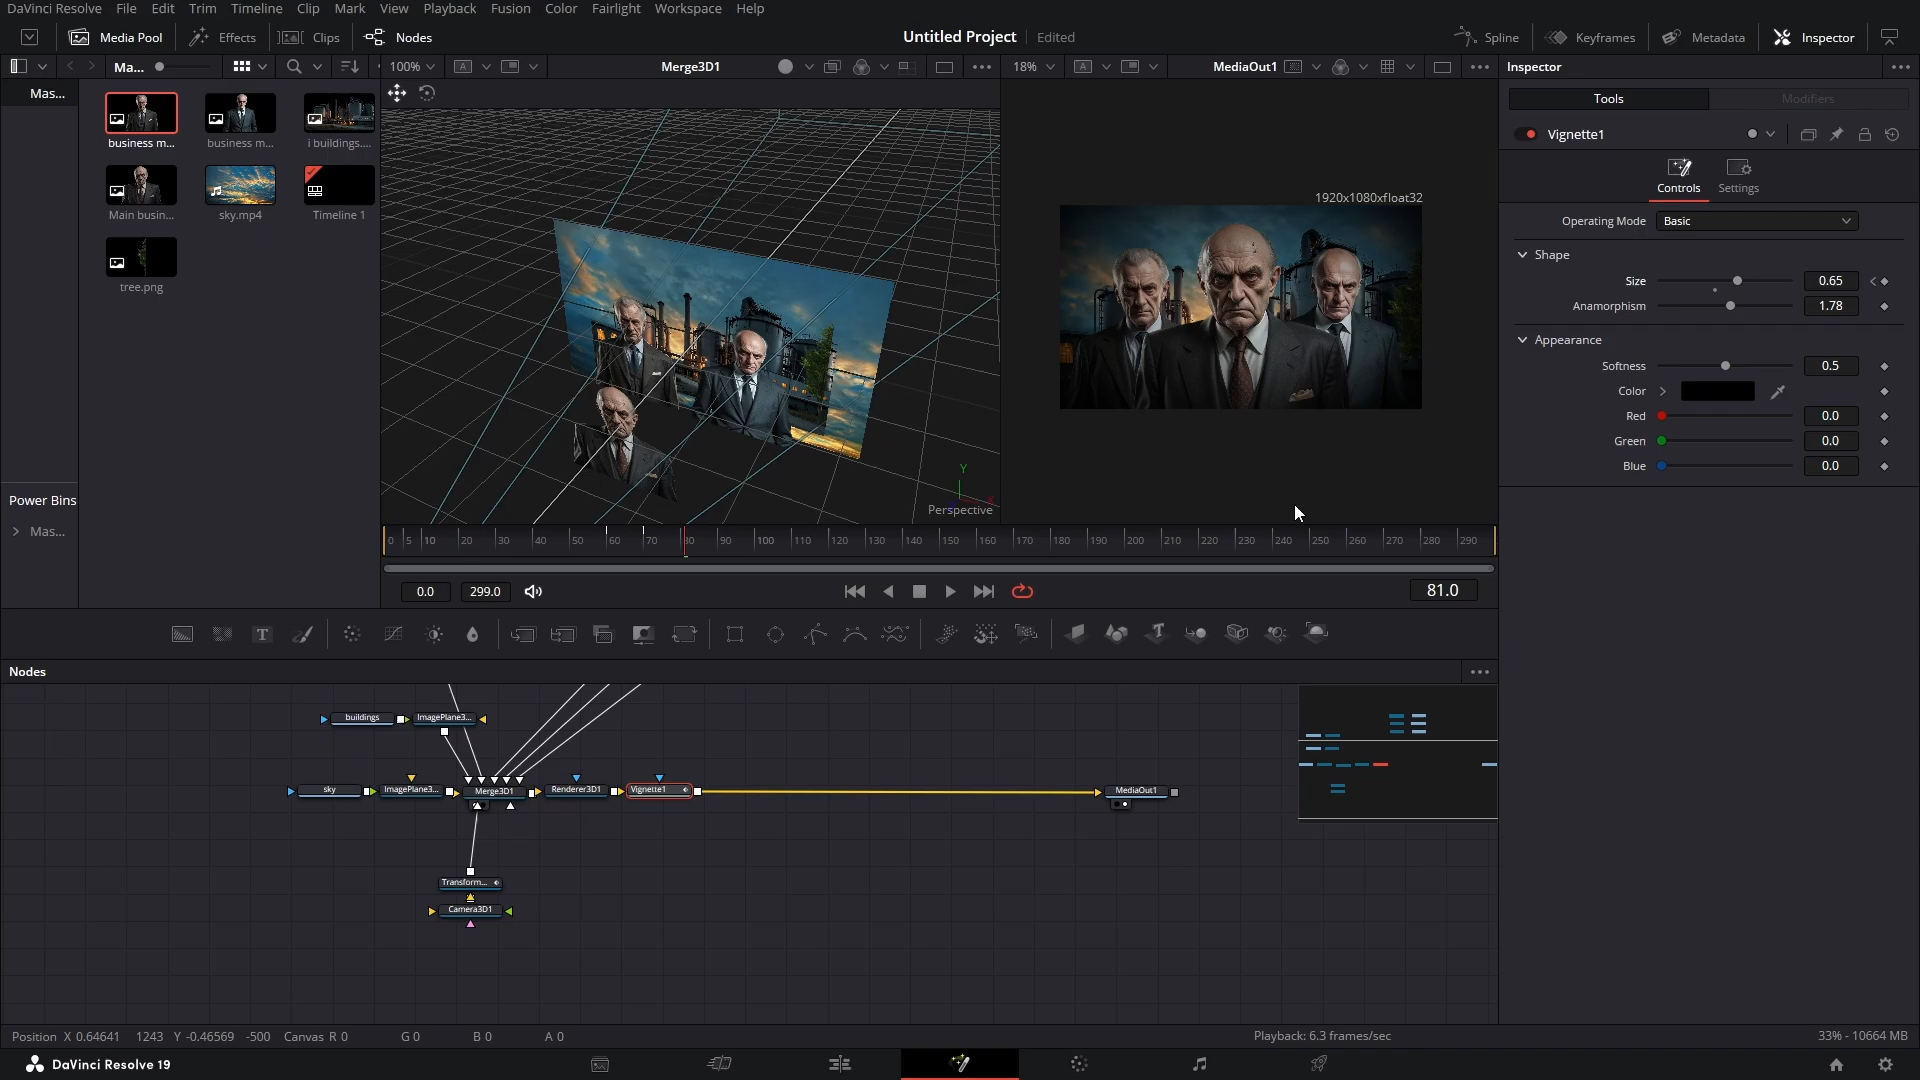 DaVinci Resolve File Edit Trim Timeline Clip Mark View Playback Fusion Color Fairlight Workspace Help
Media Pool Effects Clips Nodes Untitled Project Edited Spline Keyframes Metadata Inspector
Ma... 100% Merge3D1 18% MediaOut1 Inspector
Mas...
Tools Modifiers
business m... business m... i buildings....
Vignette1
Controls Settings
Main busin... sky.mp4 Timeline 1
1920x1080xfloat32
Operating Mode Basic
Shape
tree.png
Size 0.65
Anamorphism 1.78
Appearance
Softness 0.5
Color
Red 0.0
Green 0.0
Blue 0.0
Y
X
Perspective
Power Bins
Mas...
0 5 10 20 30 40 50 60 70 80 90 100 110 120 130 140 150 160 170 180 190 200 210 220 230 240 250 260 270 280 290
0.0 299.0 81.0
T
Nodes
buildings ImagePlane3...
sky ImagePlane3... Merge3D1 Renderer3D1 Vignette1 MediaOut1
Transform...
Camera3D1
Position X 0.64641 1243 Y -0.46569 -500 Canvas R 0 G 0 B 0 A 0 Playback: 6.3 frames/sec 33% - 10664 MB
DaVinci Resolve 19